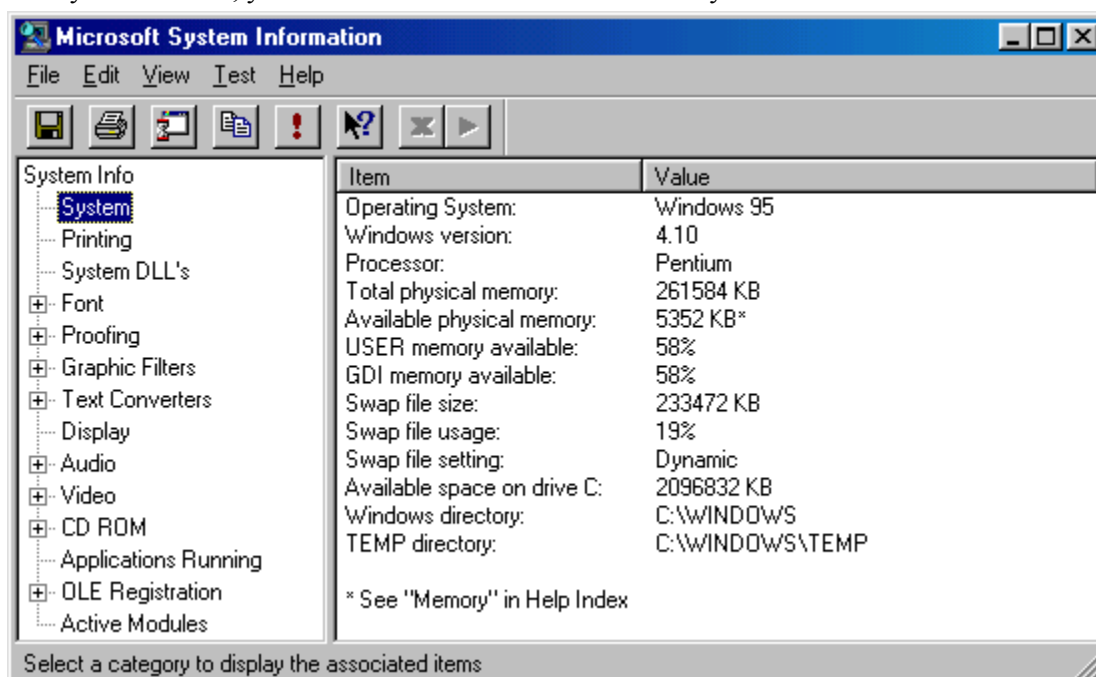 Microsoft System Information
File Edit View Test Help
System Info
System
Printing
System DLL's
Font
Proofing
Graphic Filters
Text Converters
Display
Audio
Video
CD ROM
Applications Running
OLE Registration
Active Modules
Item Value
Operating System: Windows 95
Windows version: 4.10
Processor: Pentium
Total physical memory: 261584 KB
Available physical memory: 5352 KB*
USER memory available: 58%
GDI memory available: 58%
Swap file size: 233472 KB
Swap file usage: 19%
Swap file setting: Dynamic
Available space on drive C: 2096832 KB
Windows directory: C:\WINDOWS
TEMP directory: C:\WINDOWS\TEMP
* See "Memory" in Help Index
Select a category to display the associated items